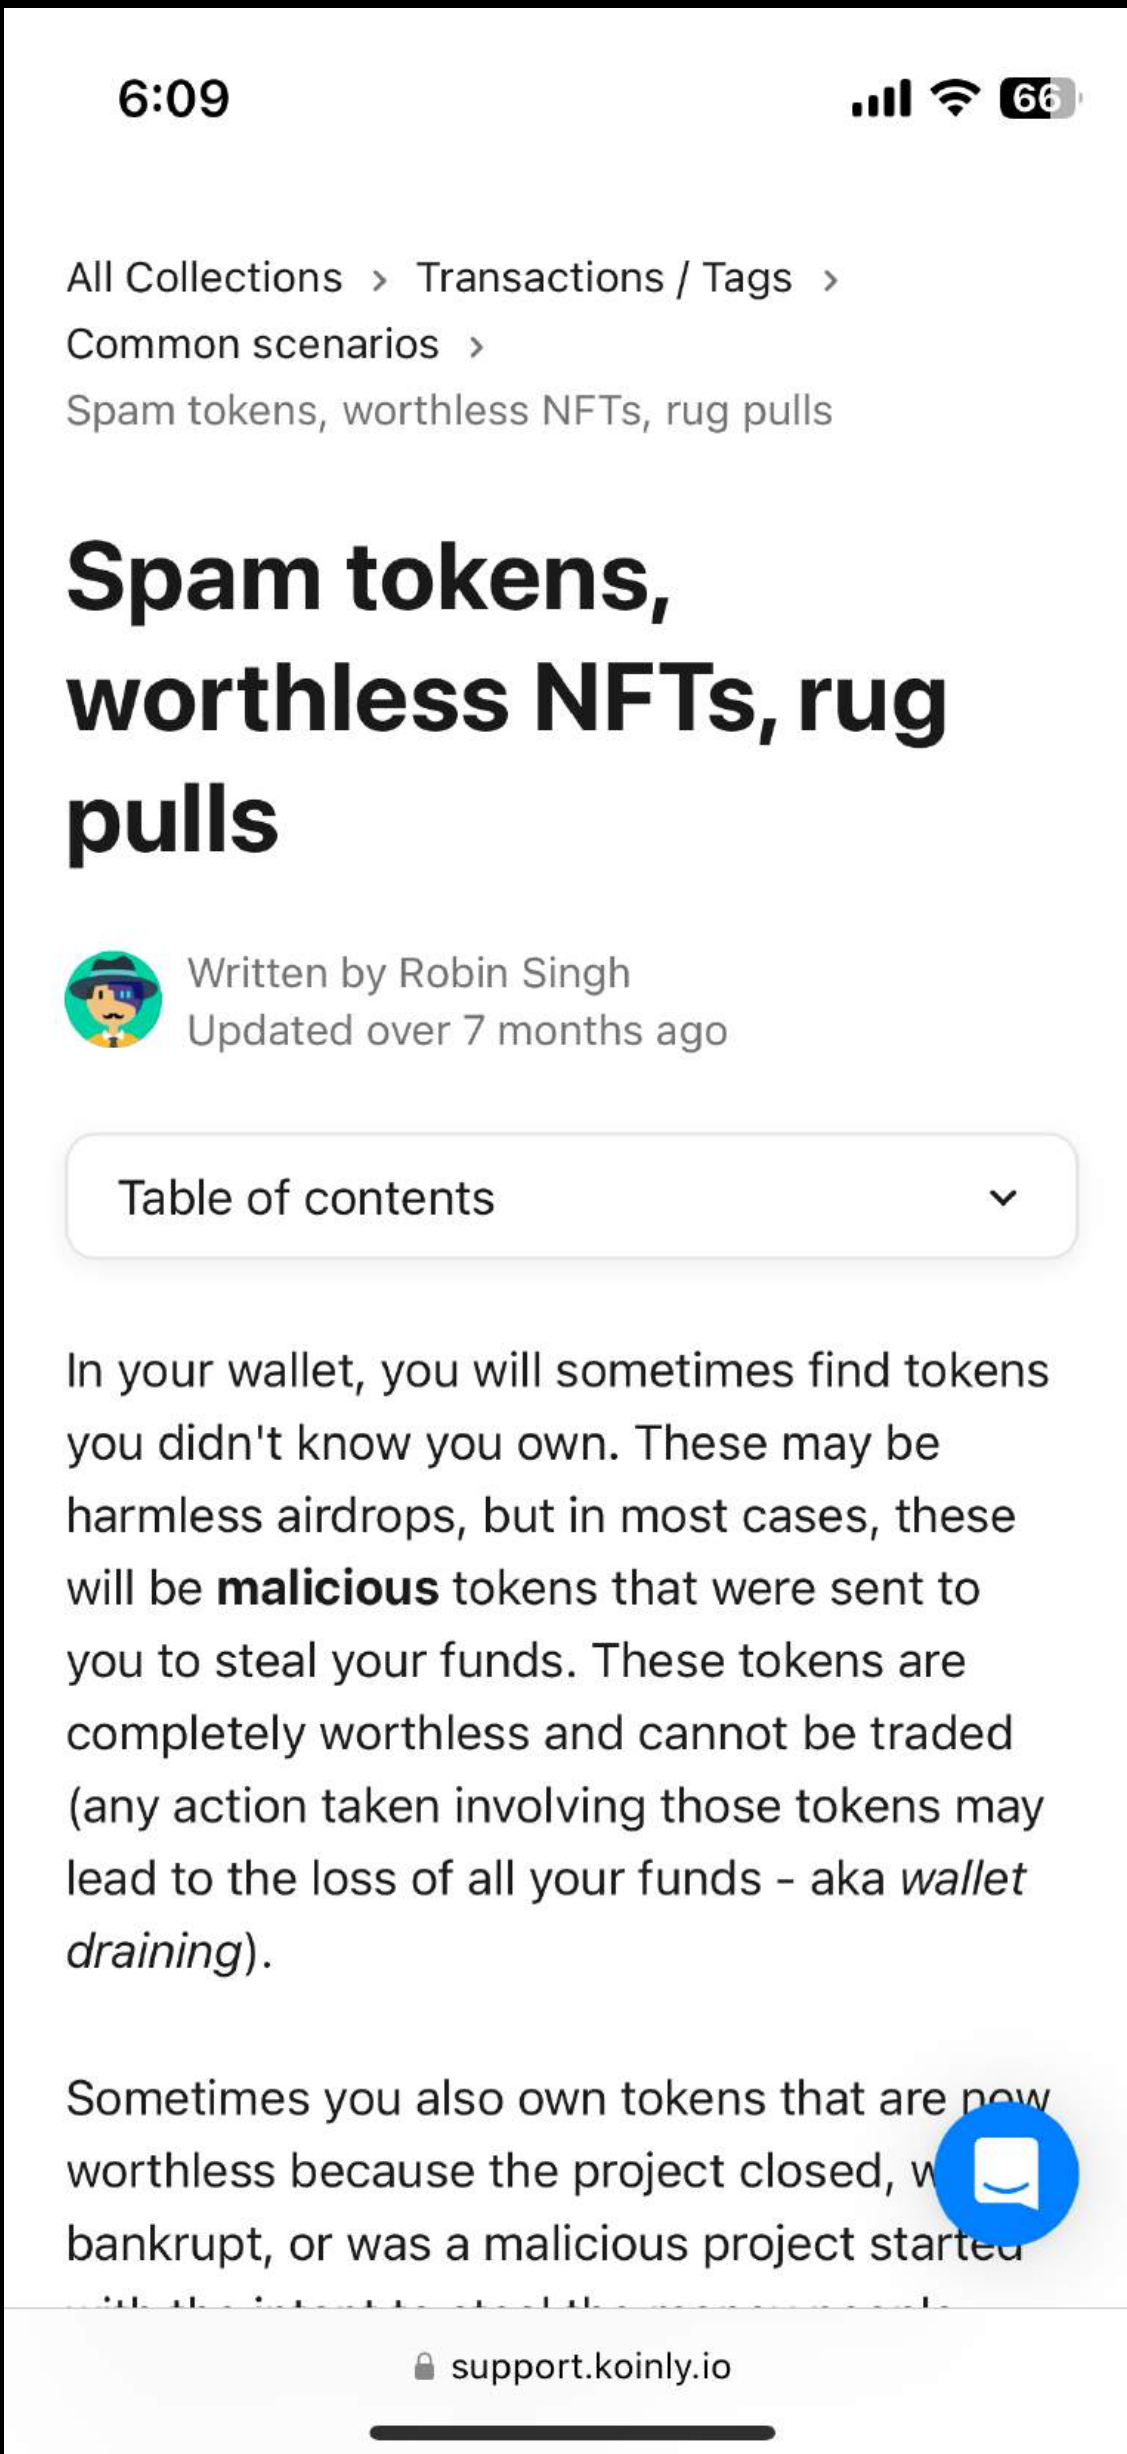 6:09
66
All Collections > Transactions / Tags >
Common scenarios >
Spam tokens, worthless NFTs, rug pulls
Spam tokens,
worthless NFTs, rug
pulls
Written by Robin Singh
Updated over 7 months ago
Table of contents
In your wallet, you will sometimes find tokens
you didn't know you own. These may be
harmless airdrops, but in most cases, these
will be malicious tokens that were sent to
you to steal your funds. These tokens are
completely worthless and cannot be traded
(any action taken involving those tokens may
lead to the loss of all your funds - aka wallet
draining).
Sometimes you also own tokens that are now
worthless because the project closed,
bankrupt, or was a malicious project started
support.koinly.io